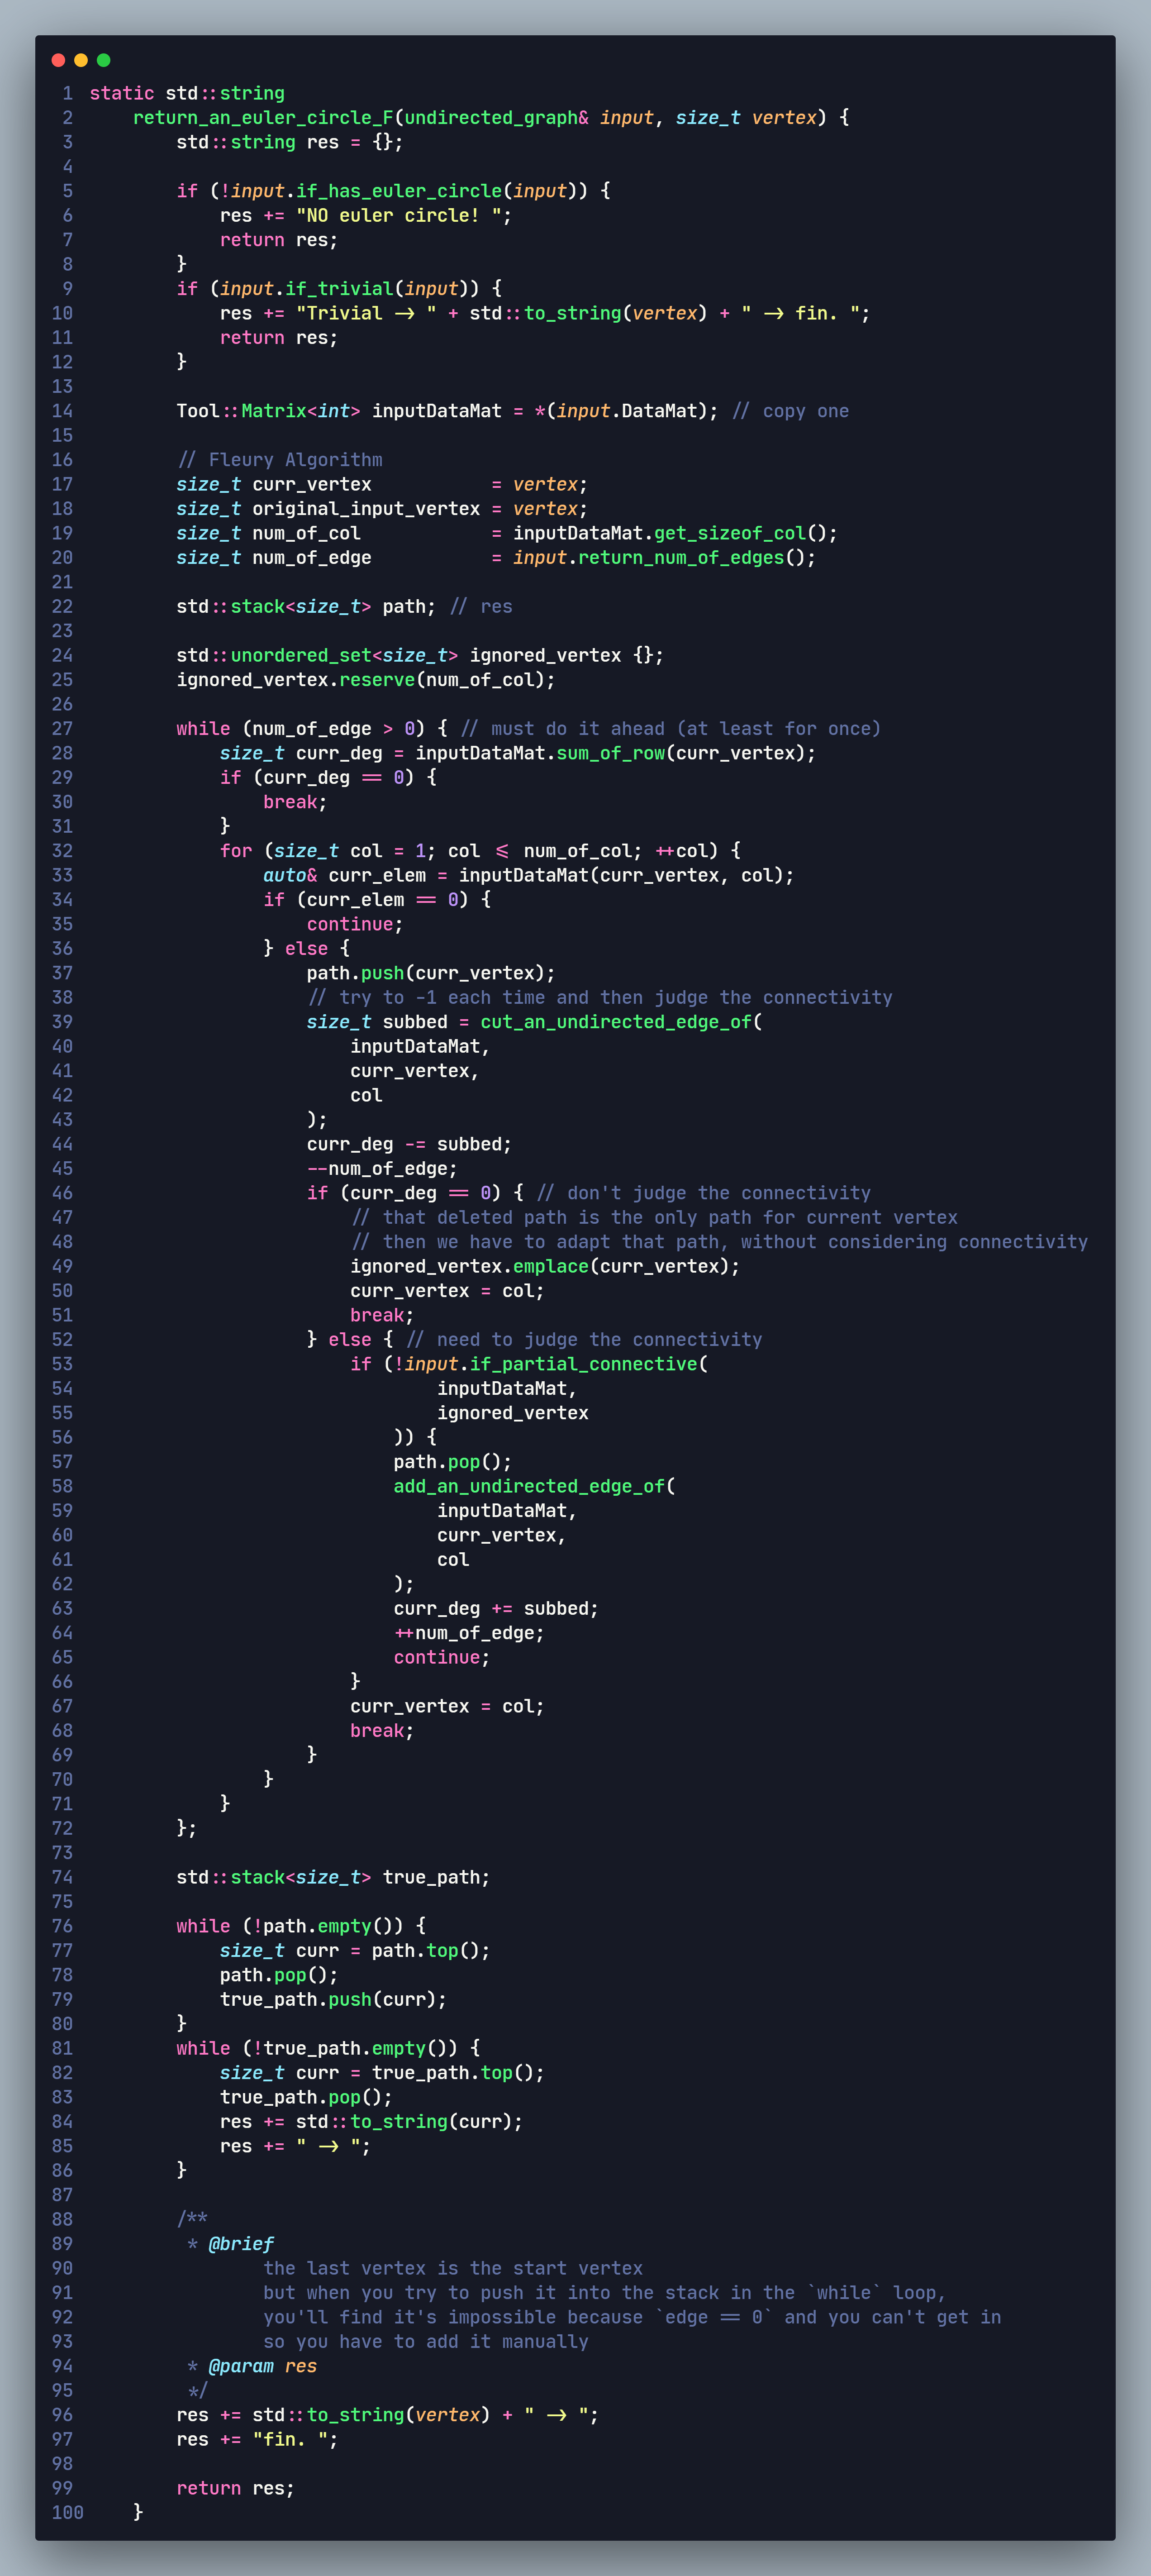 1 static std::string
2     return_an_euler_circle_F(undirected_graph& input, size_t vertex) {
3         std::string res = {};
4
5         if (!input.if_has_euler_circle(input)) {
6             res += "NO euler circle! ";
7             return res;
8         }
9         if (input.if_trivial(input)) {
10             res += "Trivial -> " + std::to_string(vertex) + " -> fin. ";
11             return res;
12         }
13
14         Tool::Matrix<int> inputDataMat = *(input.DataMat); // copy one
15
16         // Fleury Algorithm
17         size_t curr_vertex           = vertex;
18         size_t original_input_vertex = vertex;
19         size_t num_of_col            = inputDataMat.get_sizeof_col();
20         size_t num_of_edge           = input.return_num_of_edges();
21
22         std::stack<size_t> path; // res
23
24         std::unordered_set<size_t> ignored_vertex {};
25         ignored_vertex.reserve(num_of_col);
26
27         while (num_of_edge > 0) { // must do it ahead (at least for once)
28             size_t curr_deg = inputDataMat.sum_of_row(curr_vertex);
29             if (curr_deg == 0) {
30                 break;
31             }
32             for (size_t col = 1; col <= num_of_col; ++col) {
33                 auto& curr_elem = inputDataMat(curr_vertex, col);
34                 if (curr_elem == 0) {
35                     continue;
36                 } else {
37                     path.push(curr_vertex);
38                     // try to -1 each time and then judge the connectivity
39                     size_t subbed = cut_an_undirected_edge_of(
40                         inputDataMat,
41                         curr_vertex,
42                         col
43                     );
44                     curr_deg -= subbed;
45                     --num_of_edge;
46                     if (curr_deg == 0) { // don't judge the connectivity
47                         // that deleted path is the only path for current vertex
48                         // then we have to adapt that path, without considering connectivity
49                         ignored_vertex.emplace(curr_vertex);
50                         curr_vertex = col;
51                         break;
52                     } else { // need to judge the connectivity
53                         if (!input.if_partial_connective(
54                                 inputDataMat,
55                                 ignored_vertex
56                             )) {
57                             path.pop();
58                             add_an_undirected_edge_of(
59                                 inputDataMat,
60                                 curr_vertex,
61                                 col
62                             );
63                             curr_deg += subbed;
64                             ++num_of_edge;
65                             continue;
66                         }
67                         curr_vertex = col;
68                         break;
69                     }
70                 }
71             }
72         };
73
74         std::stack<size_t> true_path;
75
76         while (!path.empty()) {
77             size_t curr = path.top();
78             path.pop();
79             true_path.push(curr);
80         }
81         while (!true_path.empty()) {
82             size_t curr = true_path.top();
83             true_path.pop();
84             res += std::to_string(curr);
85             res += " -> ";
86         }
87
88         /**
89          * @brief
90                 the last vertex is the start vertex
91                 but when you try to push it into the stack in the `while` loop,
92                 you'll find it's impossible because `edge == 0` and you can't get in
93                 so you have to add it manually
94          * @param res
95          */
96         res += std::to_string(vertex) + " -> ";
97         res += "fin. ";
98
99         return res;
100     }